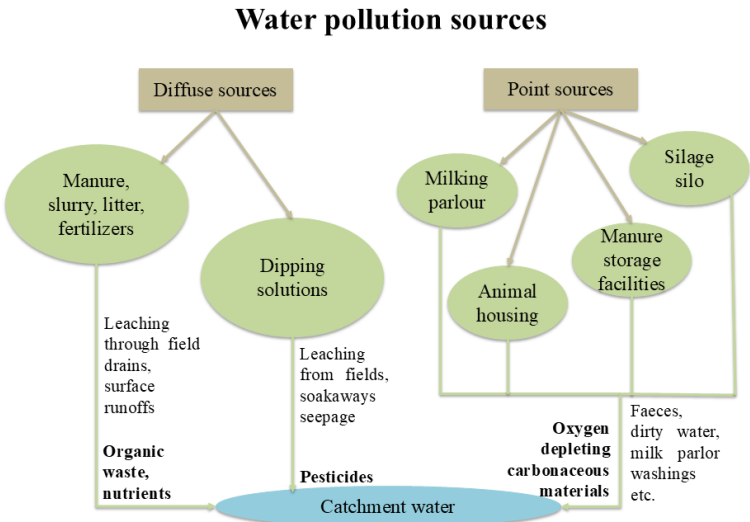 Water pollution sources
Diffuse sources
Point sources
Manure,
slurry, litter,
fertilizers
Dipping
solutions
Milking
parlour
Animal
housing
Manure
storage
facilities
Silage
silo
Leaching
through field
drains,
surface
runoffs
Organic
waste,
nutrients
Leaching
from fields,
soakaways
seepage
Pesticides
Oxygen
depleting
carbonaceous
materials
Faeces,
dirty water,
milk parlor
washings
etc.
Catchment water